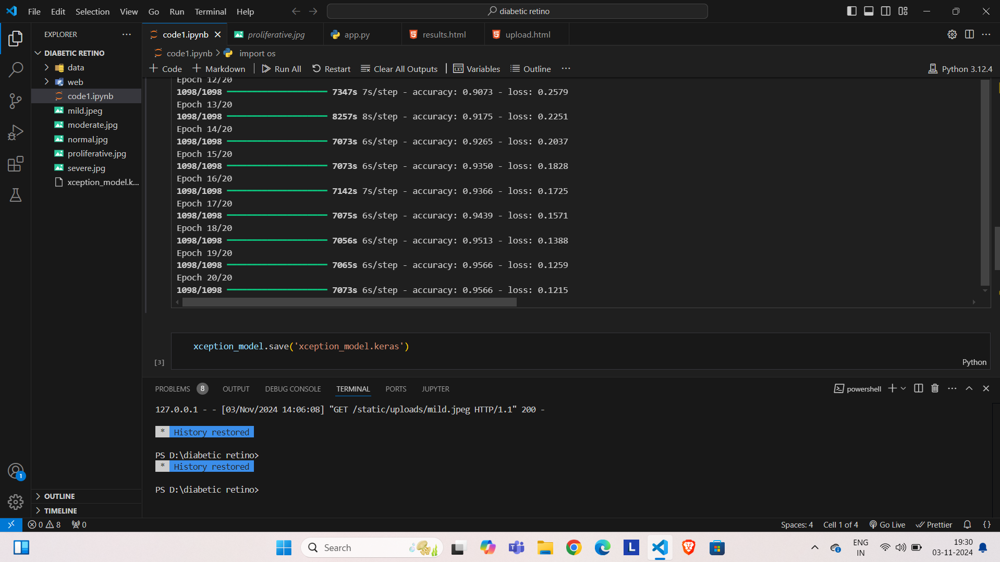 File Edit Selection View Go Run Terminal Help
diabetic retino
EXPLORER
DIABETIC RETINO
data
web
code1.ipynb
mild.jpeg
moderate.jpg
normal.jpg
proliferative.jpg
severe.jpg
xception_model.k...
OUTLINE
TIMELINE
1
code1.ipynb proliferative.jpg app.py results.html upload.html
code1.ipynb > import os
+ Code + Markdown Run All Restart Clear All Outputs Variables Outline ... Python 3.12.4
Epoch 12/20
1098/1098 7347s 7s/step - accuracy: 0.9073 - loss: 0.2579
Epoch 13/20
1098/1098 8257s 8s/step - accuracy: 0.9175 - loss: 0.2251
Epoch 14/20
1098/1098 7073s 6s/step - accuracy: 0.9265 - loss: 0.2037
Epoch 15/20
1098/1098 7073s 6s/step - accuracy: 0.9350 - loss: 0.1828
Epoch 16/20
1098/1098 7142s 7s/step - accuracy: 0.9366 - loss: 0.1725
Epoch 17/20
1098/1098 7075s 6s/step - accuracy: 0.9439 - loss: 0.1571
Epoch 18/20
1098/1098 7056s 6s/step - accuracy: 0.9513 - loss: 0.1388
Epoch 19/20
1098/1098 7065s 6s/step - accuracy: 0.9566 - loss: 0.1259
Epoch 20/20
1098/1098 7073s 6s/step - accuracy: 0.9566 - loss: 0.1215
xception_model.save('xception_model.keras')
[3] Python
PROBLEMS 8 OUTPUT DEBUG CONSOLE TERMINAL PORTS JUPYTER powershell
127.0.0.1 - - [03/Nov/2024 14:06:08] "GET /static/uploads/mild.jpeg HTTP/1.1" 200 -
* History restored
PS D:\diabetic retino>
* History restored
PS D:\diabetic retino>
0 8 0 Spaces: 4 Cell 1 of 4 Go Live Prettier {}
Search L ENG 19:30
IN 03-11-2024